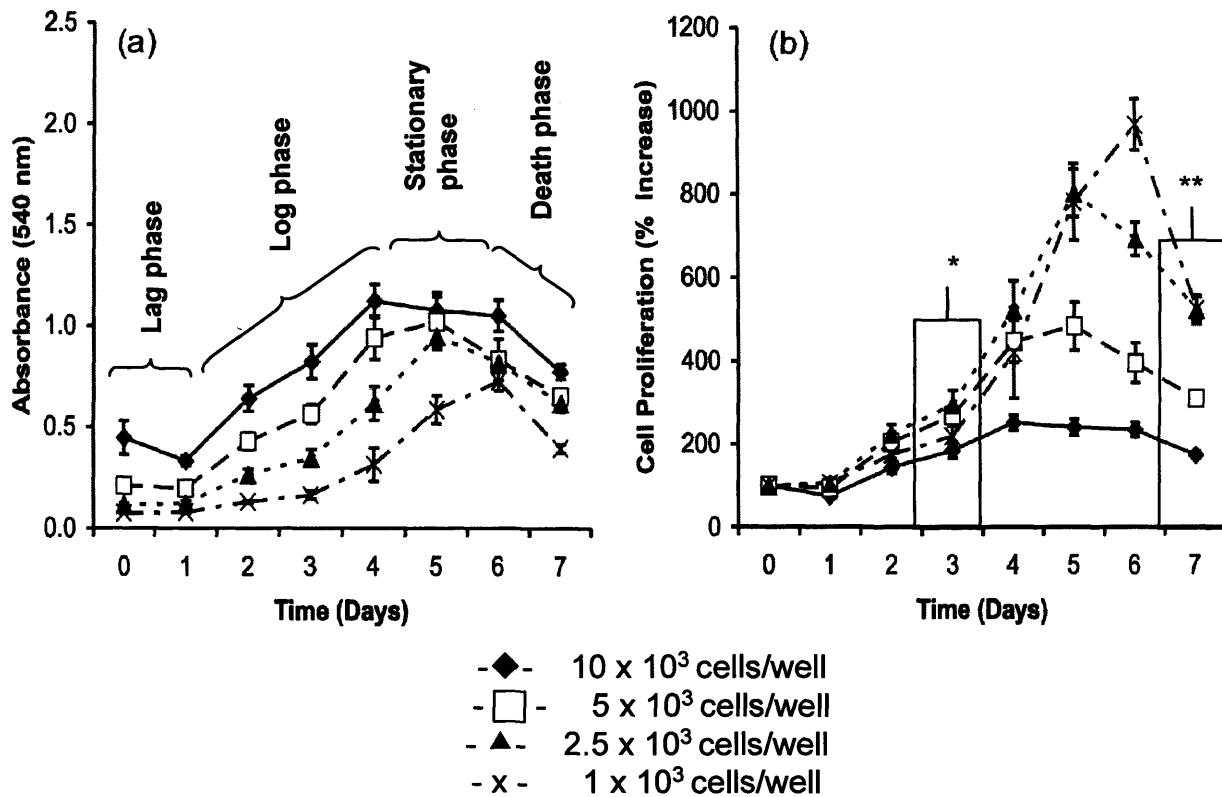 (a)
2.5
2.0
1.5
1.0
0.5
0.0
Absorbance (540 nm)
Lag phase
Log phase
Stationary
phase
Death phase
0 1 2 3 4 5 6 7
Time (Days)
(b)
1200
1000
800
600
400
200
0
Cell Proliferation (% Increase)
*
**
0 1 2 3 4 5 6 7
Time (Days)
10 x 10³ cells/well
5 x 10³ cells/well
2.5 x 10³ cells/well
1 x 10³ cells/well